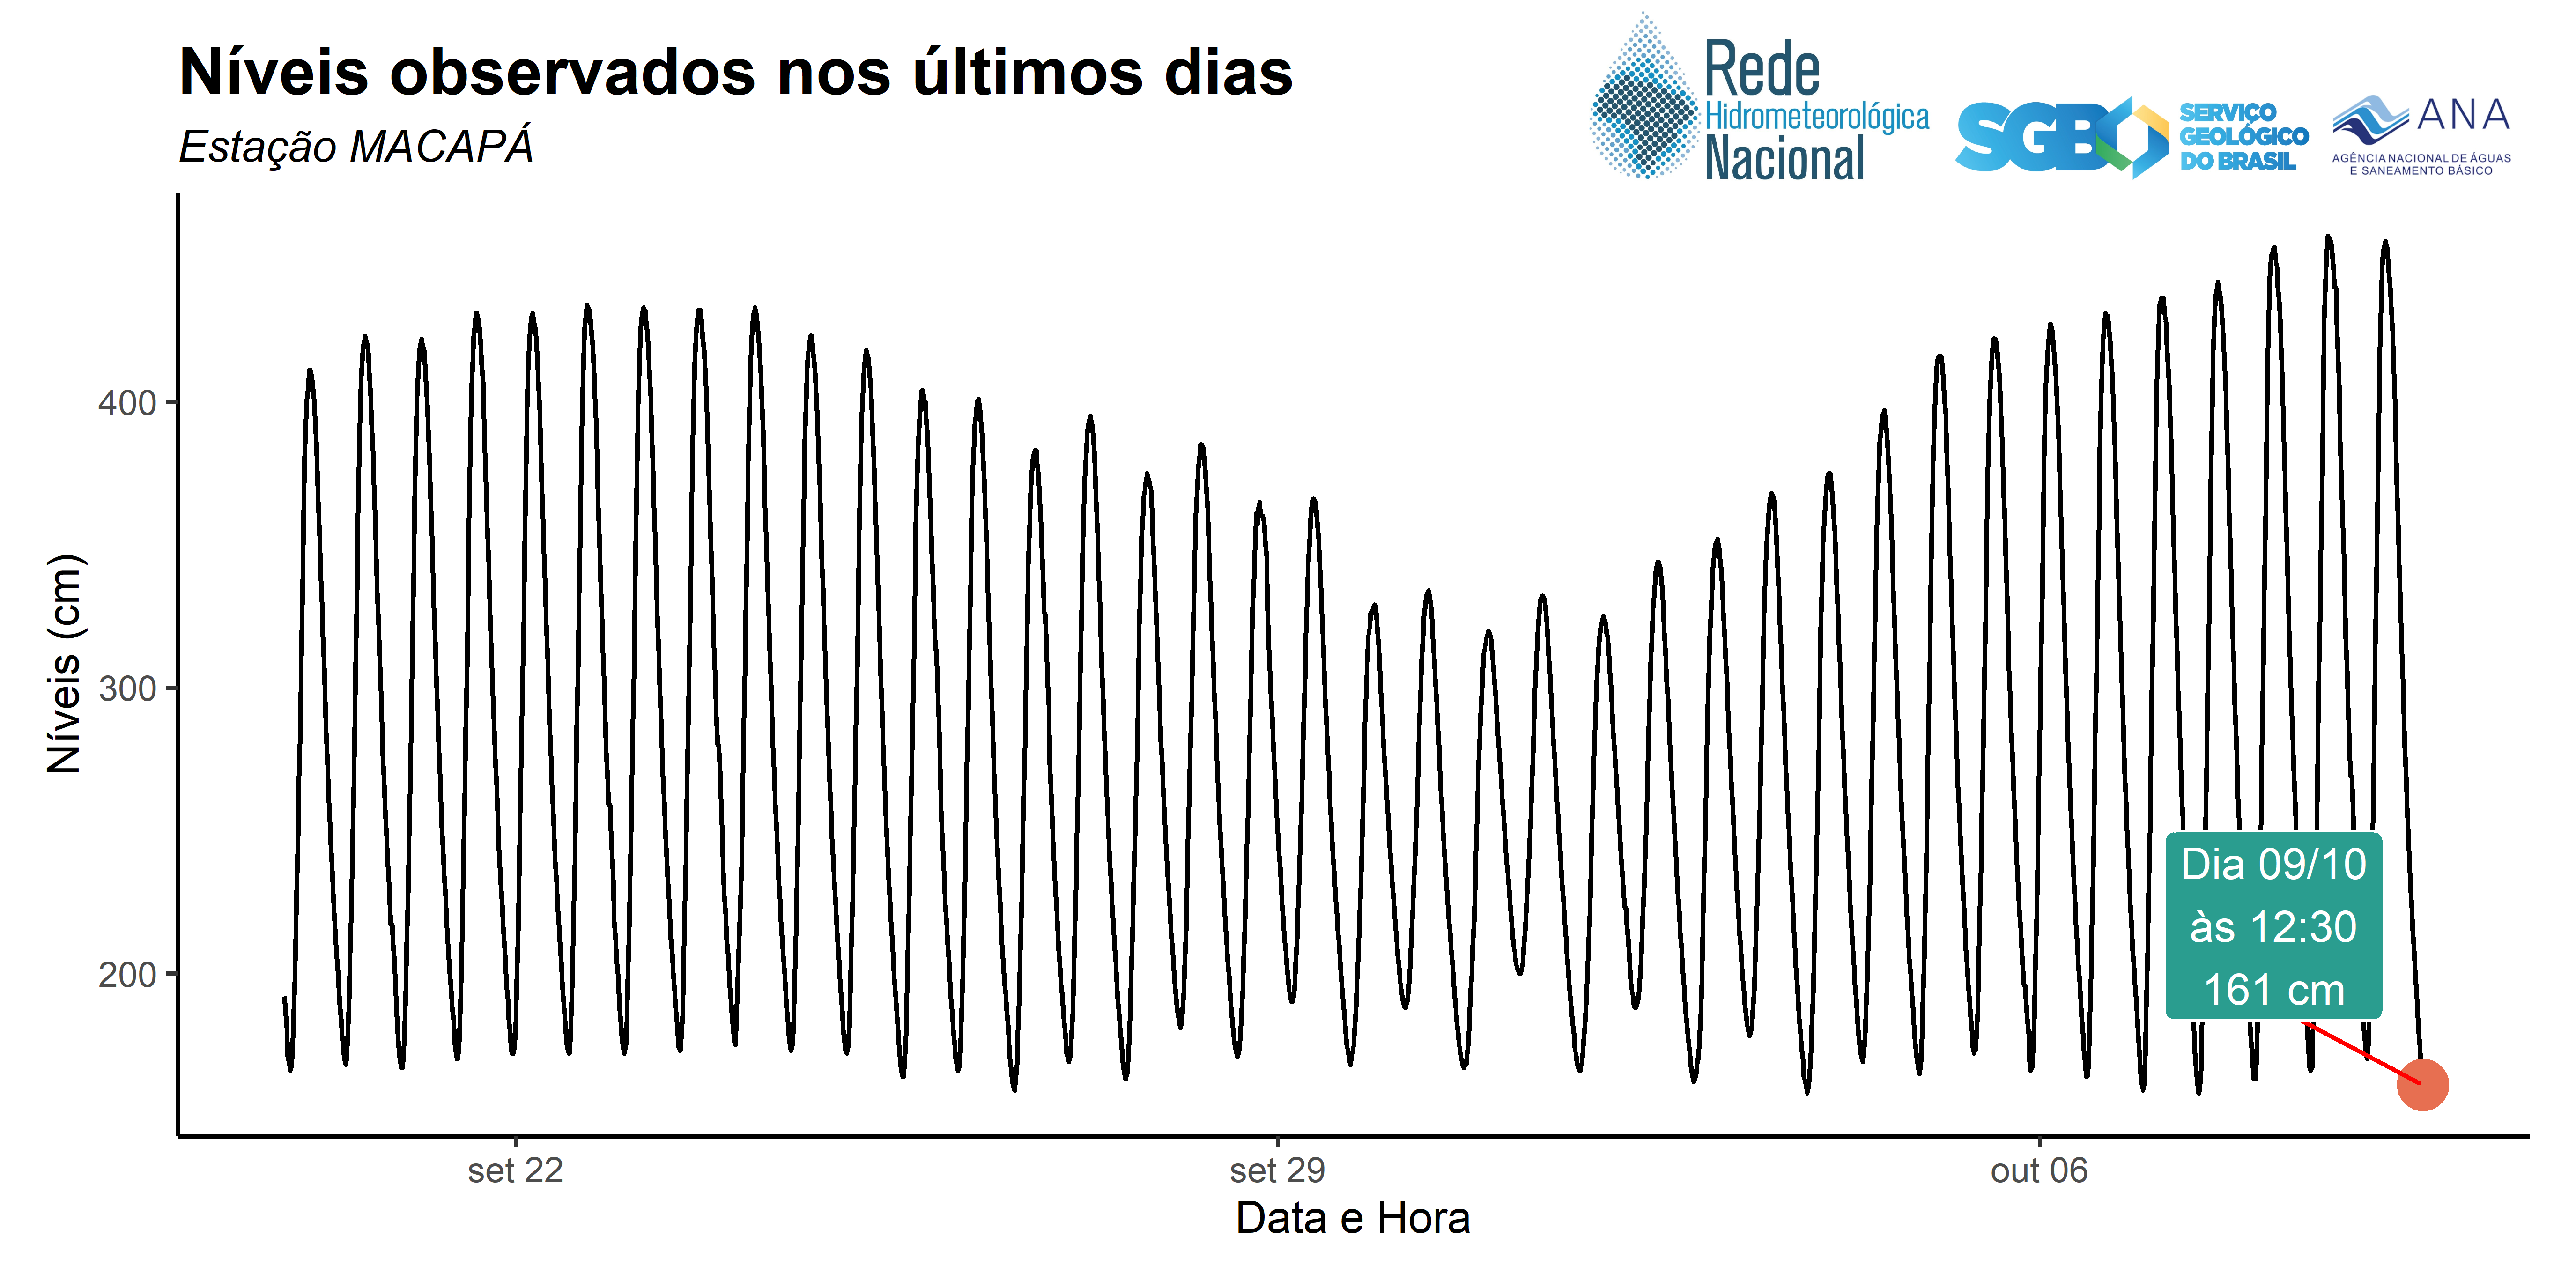 Níveis observados nos últimos dias
Estação MACAPÁ
Rede
Hidrometeorológica
Nacional
SGB
SERVIÇO
GEOLÓGICO
DO BRASIL
ANA
AGÊNCIA NACIONAL DE ÁGUAS
E SANEAMENTO BÁSICO
Níveis (cm)
400
300
200
Dia 09/10
às 12:30
161 cm
set 22
set 29
out 06
Data e Hora